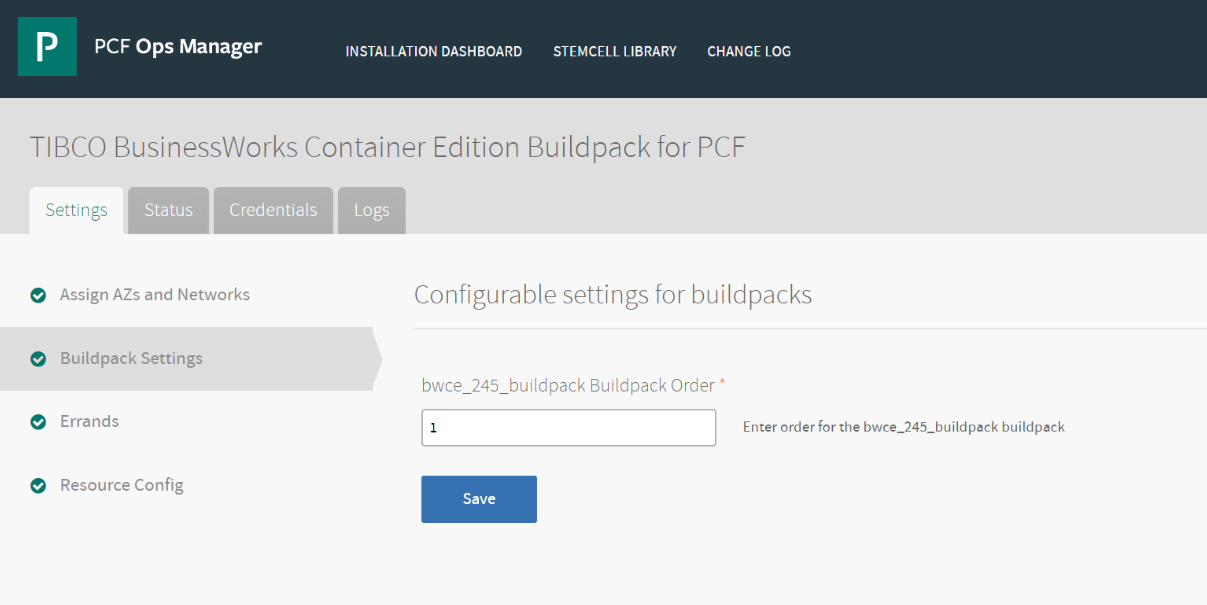 P
PCF Ops Manager
INSTALLATION DASHBOARD
STEMCELL LIBRARY
CHANGE LOG
TIBCO BusinessWorks Container Edition Buildpack for PCF
Settings
Status
Credentials
Logs
Assign AZs and Networks
Buildpack Settings
Errands
Resource Config
Configurable settings for buildpacks
bwce_245_buildpack Buildpack Order *
1
Enter order for the bwce_245_buildpack buildpack
Save